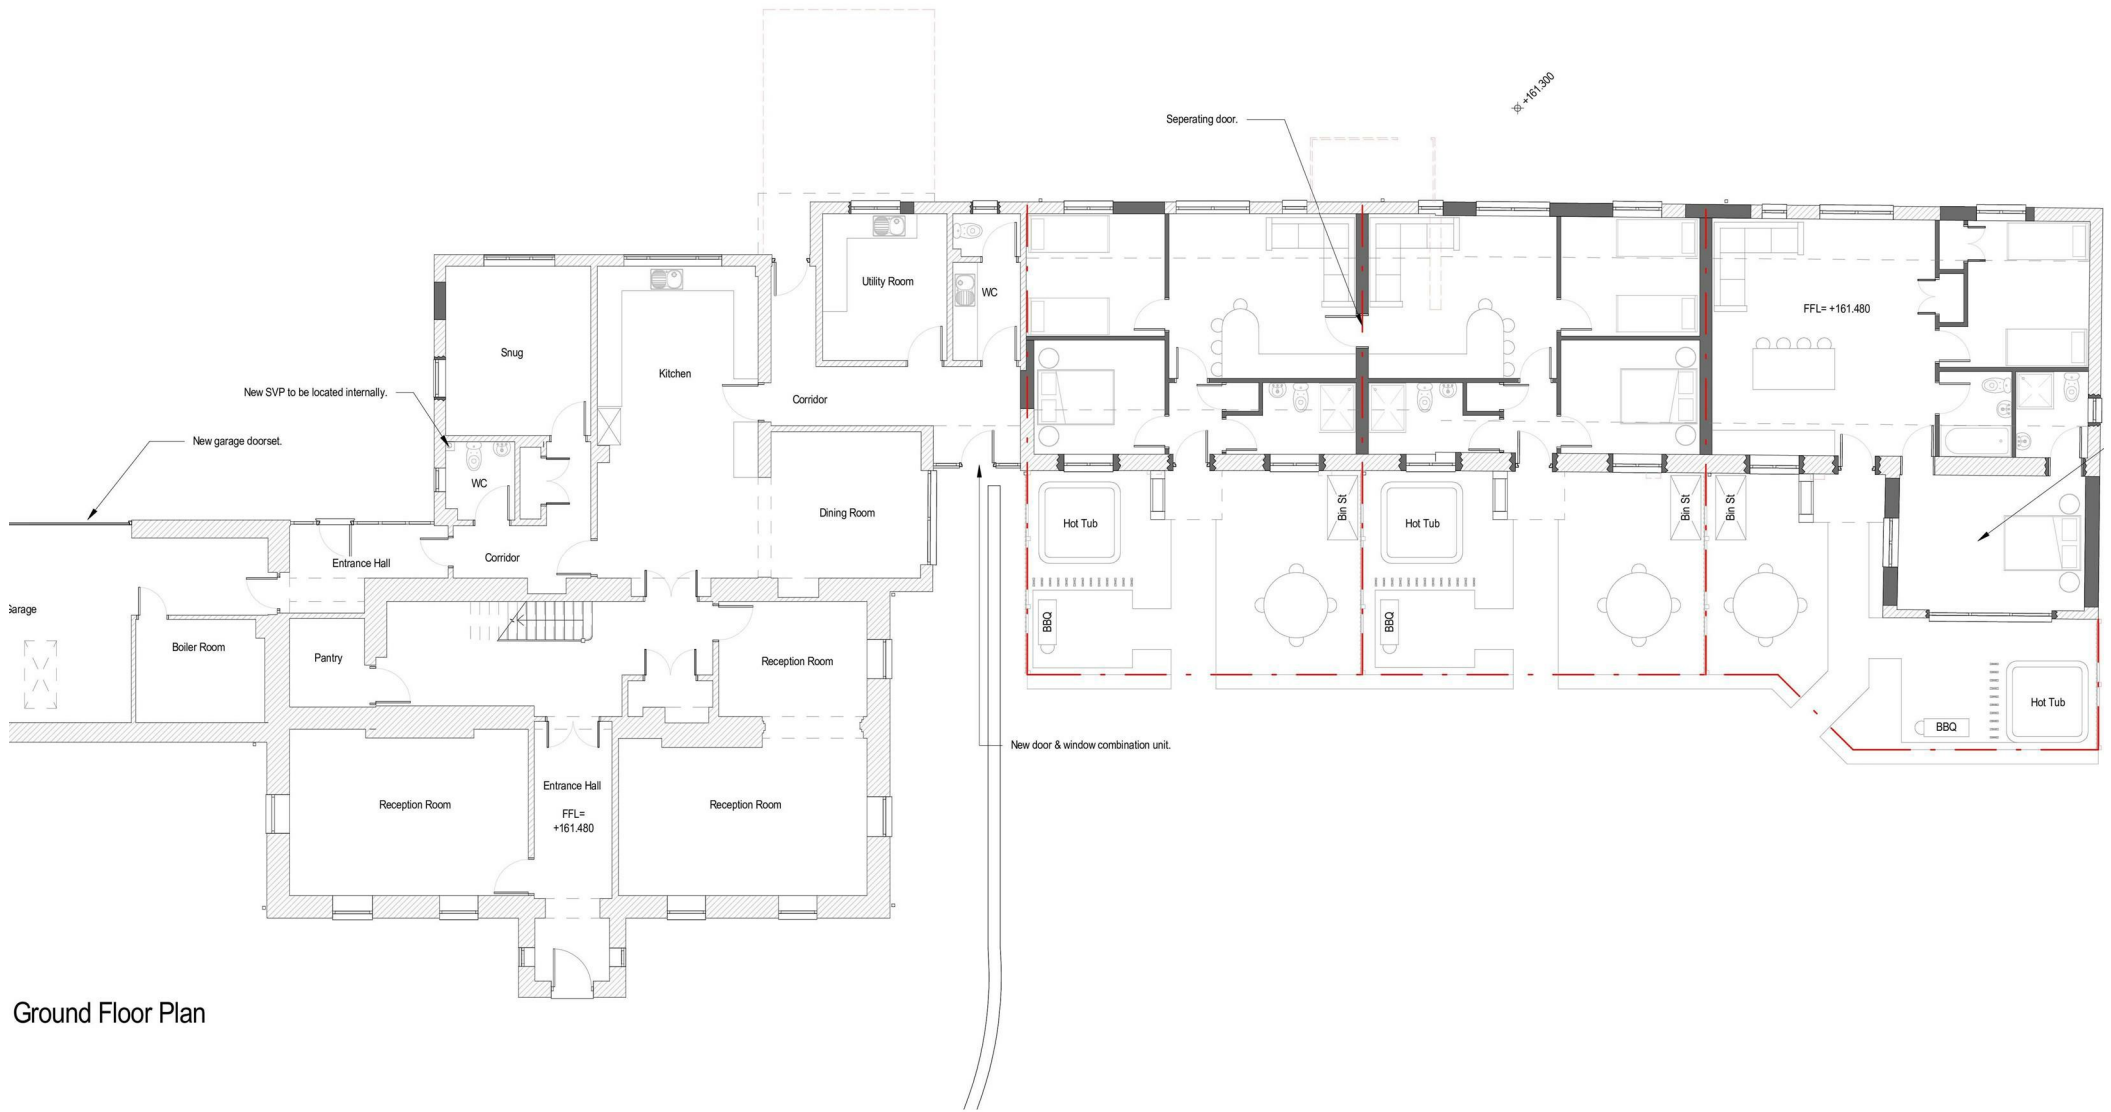 +161.300
Seperating door.
Utility Room
WC
Snug
Kitchen
FFL= +161.480
New SVP to be located internally.
Corridor
New garage doorset.
WC
Dining Room
Hot Tub
Bin St
Hot Tub
Bin St
Bin St
Corridor
Entrance Hall
Garage
BBQ
BBQ
Boiler Room
Pantry
Reception Room
Hot Tub
BBQ
New door & window combination unit.
Entrance Hall
FFL=
+161.480
Reception Room
Reception Room
Ground Floor Plan